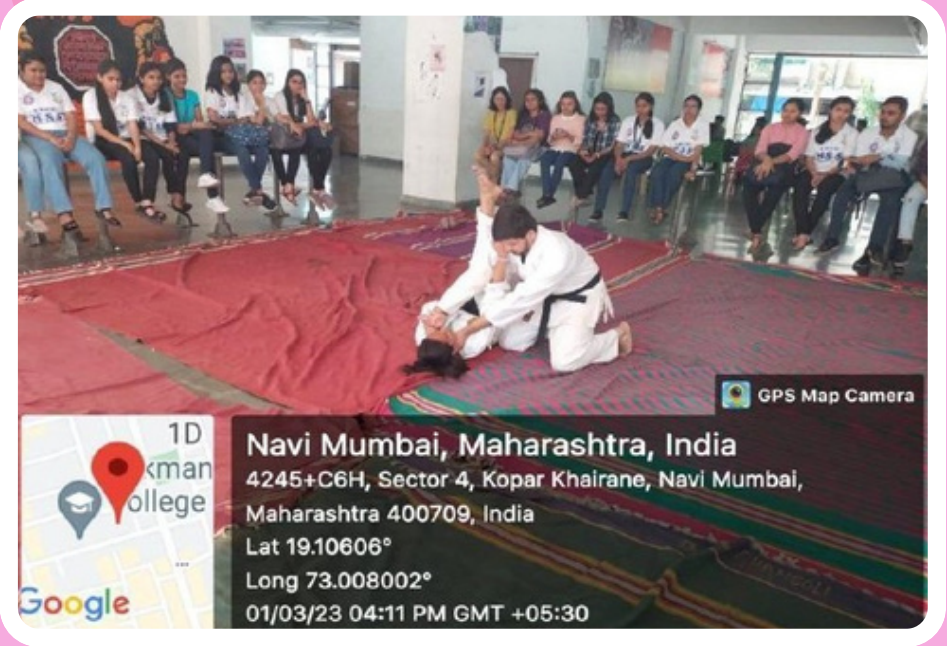 GPS Map Camera
1D
kman
ollege
Google
Navi Mumbai, Maharashtra, India
4245+C6H, Sector 4, Kopar Khairane, Navi Mumbai,
Maharashtra 400709, India
Lat 19.10606°
Long 73.008002°
01/03/23 04:11 PM GMT +05:30